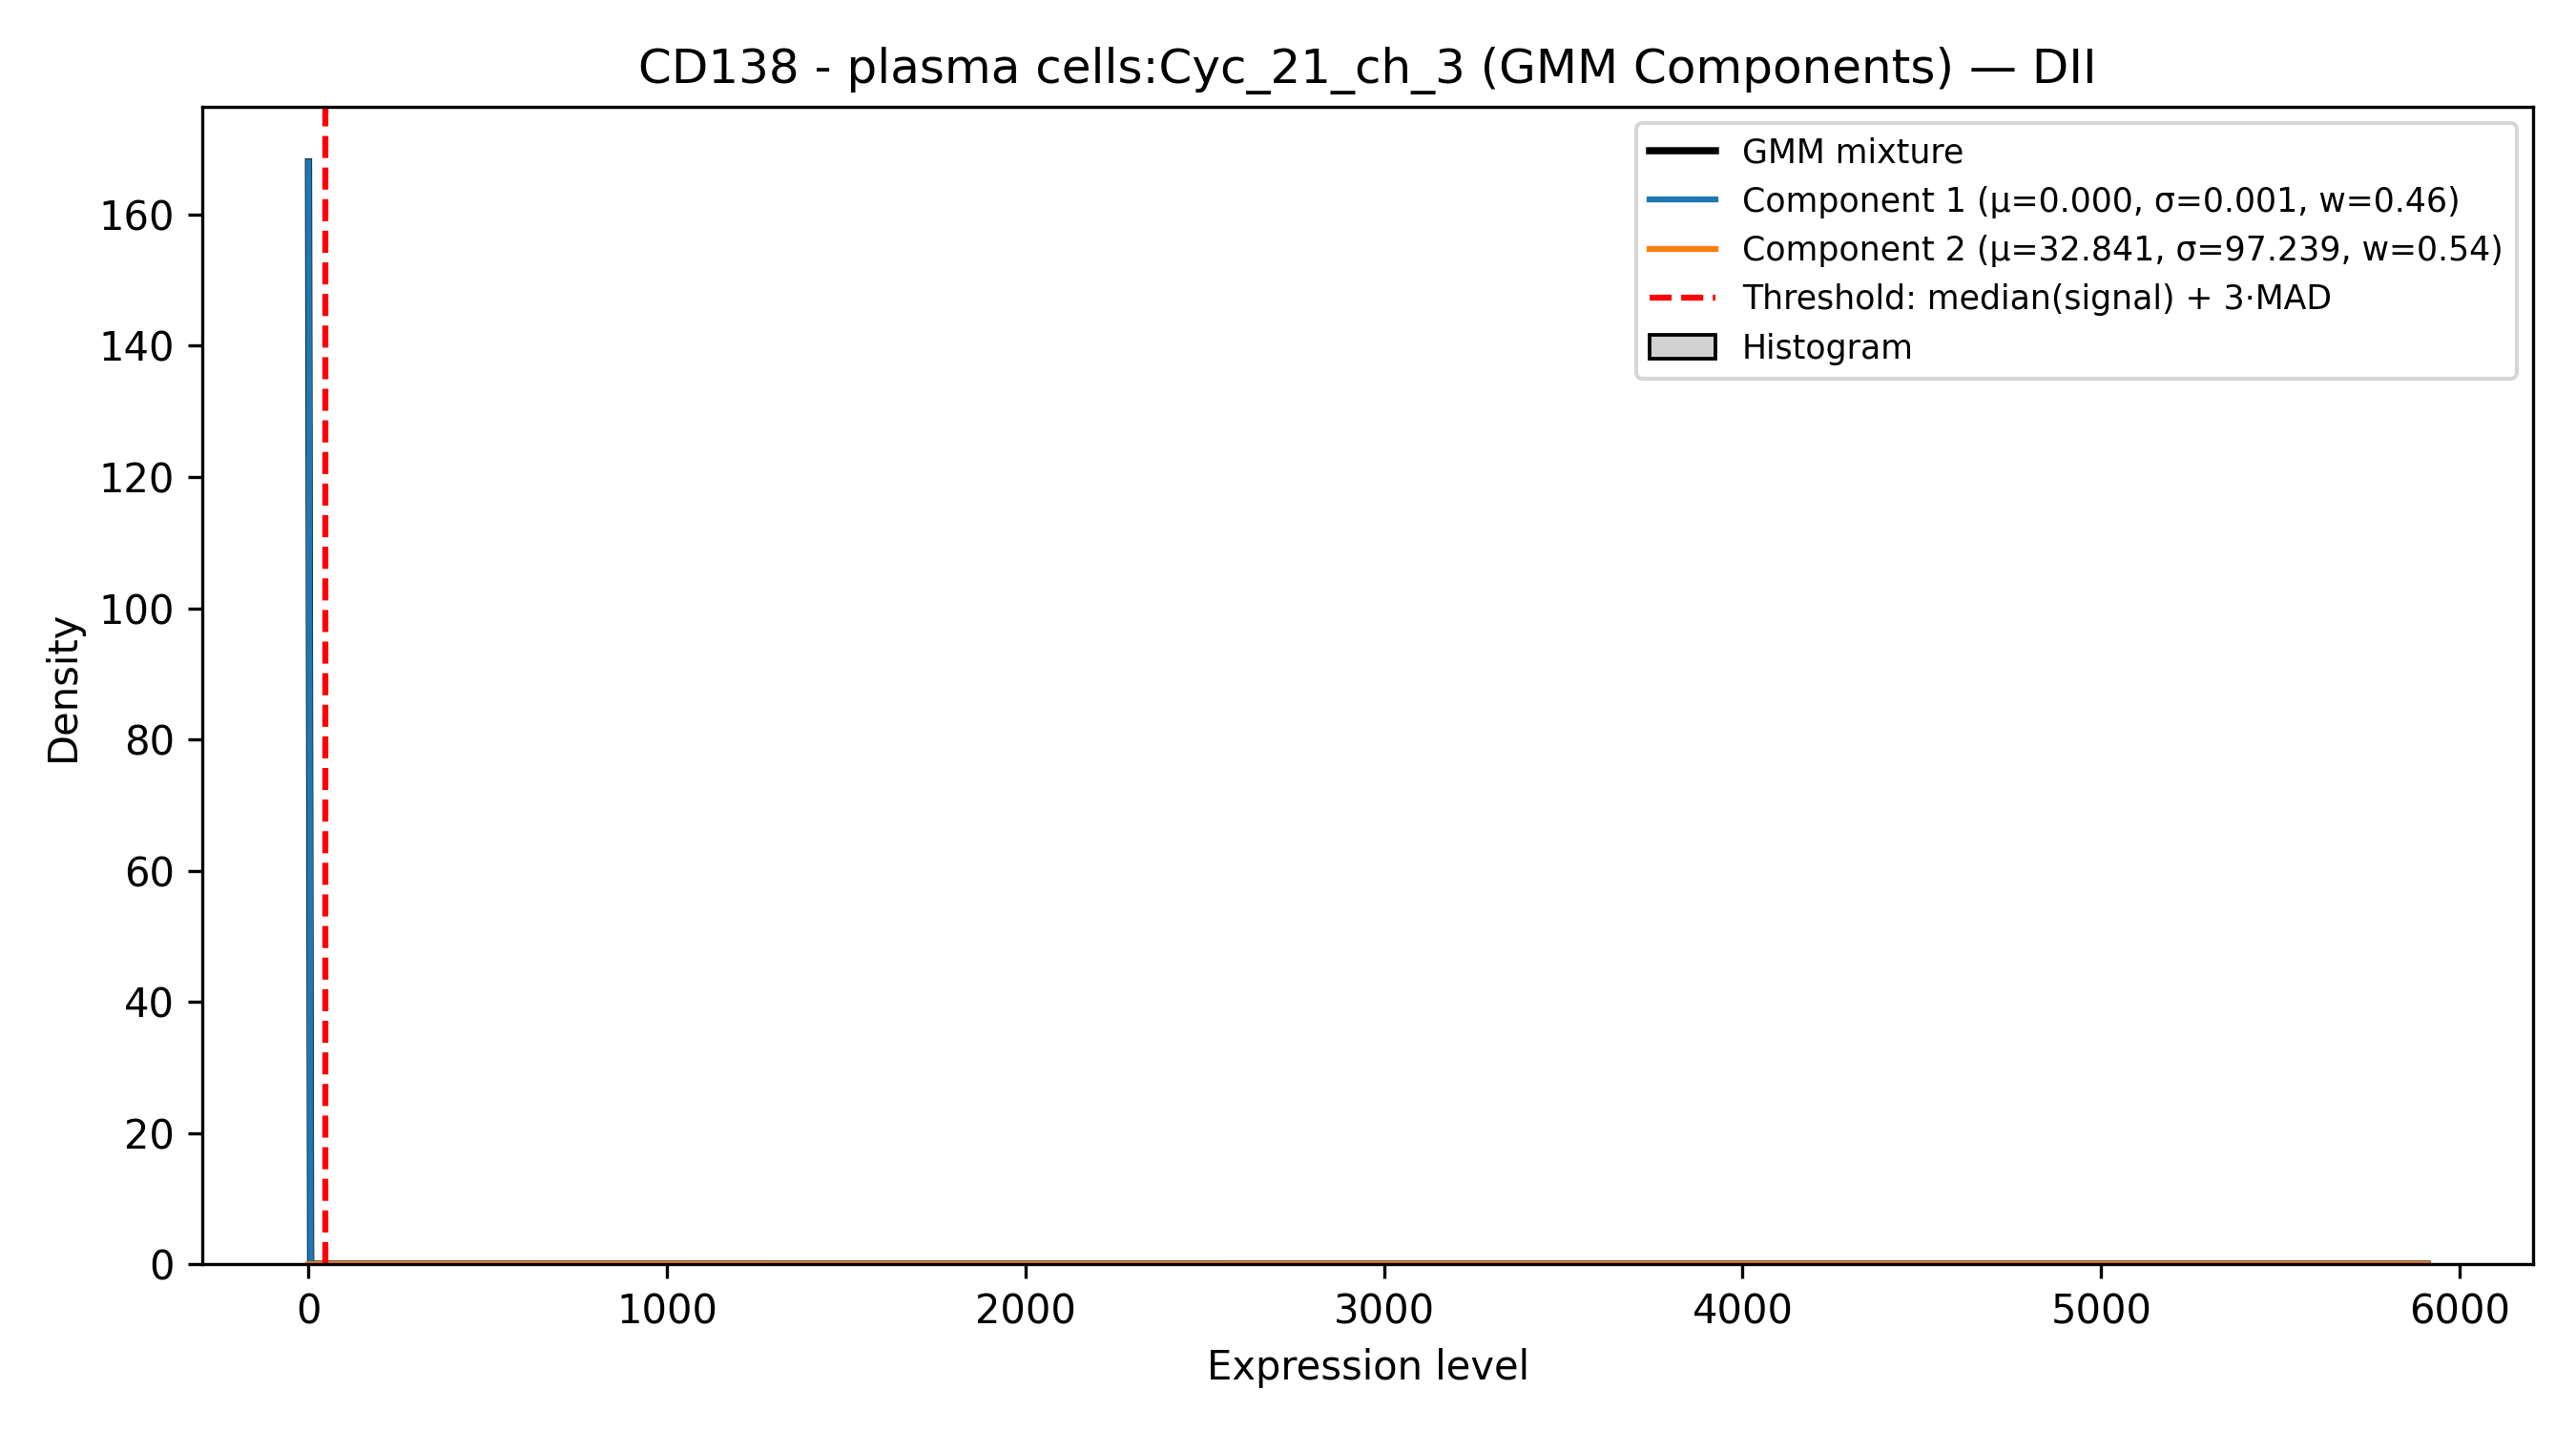 CD138 - plasma cells:Cyc_21_ch_3 (GMM Components) — DII
GMM mixture
Component 1 (μ=0.000, σ=0.001, w=0.46)
Component 2 (μ=32.841, σ=97.239, w=0.54)
Threshold: median(signal) + 3·MAD
Histogram
Density
160
140
120
100
80
60
40
20
0
0 1000 2000 3000 4000 5000 6000
Expression level